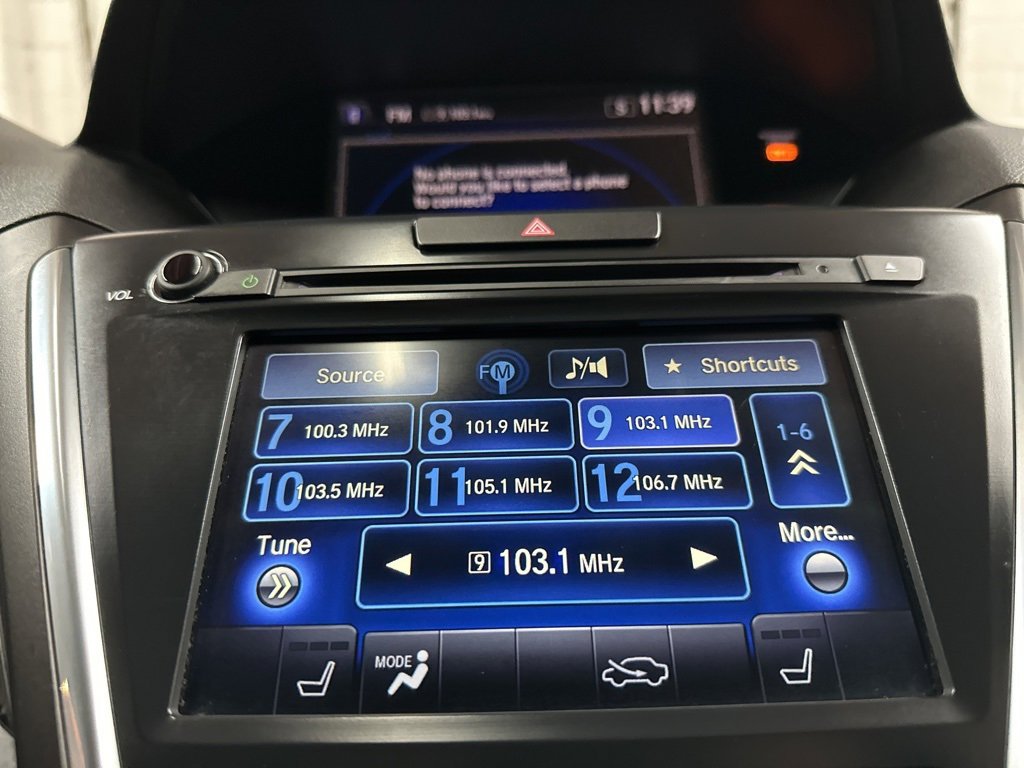 FM
S 11:39
No phone is connected.
Would you like to select a phone
to connect?
VOL
Source FM Shortcuts
7 100.3 MHz 8 101.9 MHz 9 103.1 MHz
1-6
10 103.5 MHz 11 105.1 MHz 12 106.7 MHz
Tune More...
9 103.1 MHz
MODE